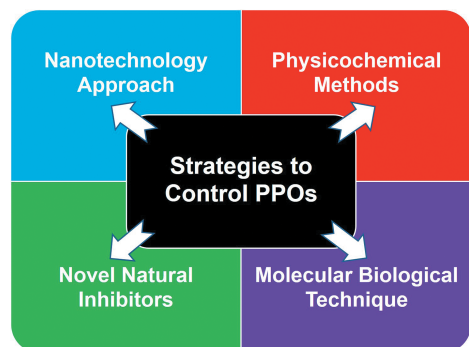 Nanotechnology
Approach
Physicochemical
Methods
Strategies to
Control PPOs
Novel Natural
Inhibitors
Molecular Biological
Technique